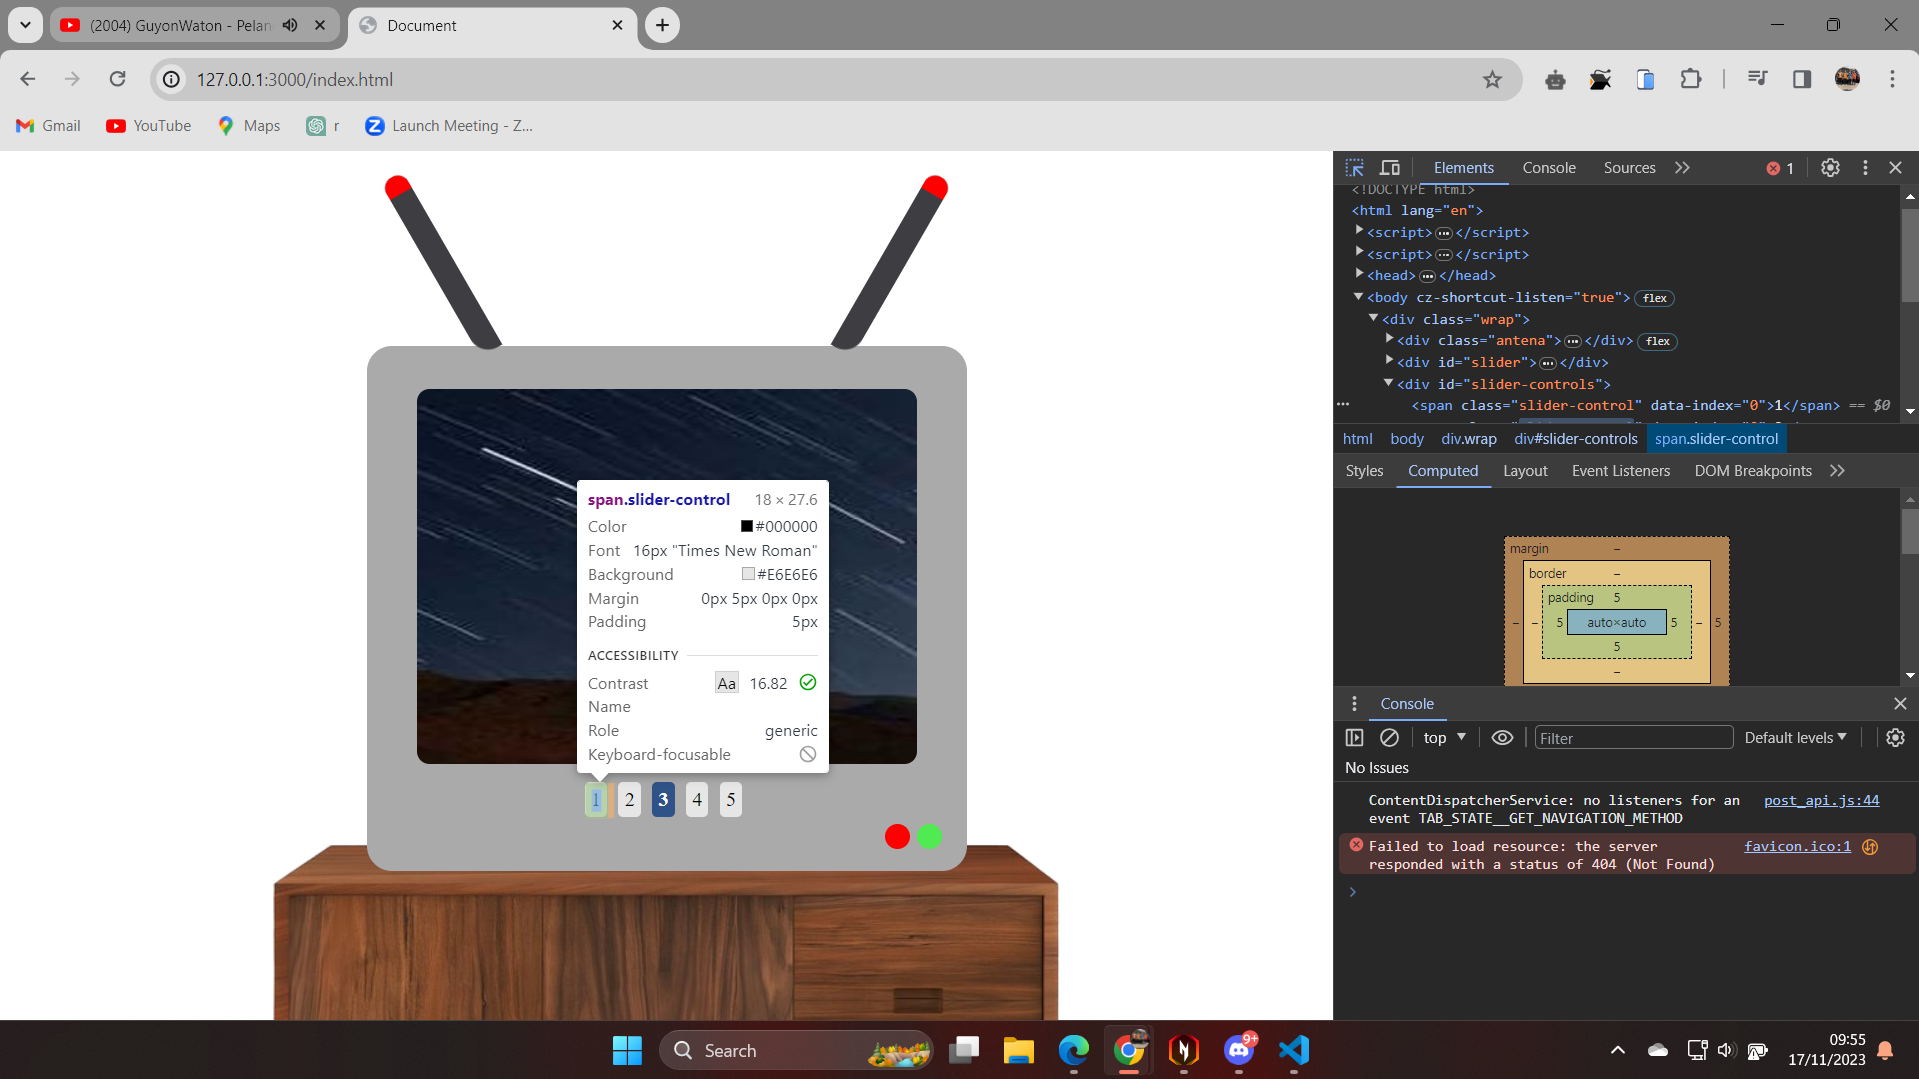 (2004) GuyonWaton - Pelan
Document
127.0.0.1:3000/index.html
Gmail
YouTube
Maps
r
Launch Meeting - Z...
Elements
Console
Sources
1
<!DOCTYPE html>
<html lang="en">
<script>…</script>
<script>…</script>
<head>…</head>
<body cz-shortcut-listen="true"> flex
<div class="wrap">
<div class="antena">…</div> flex
<div id="slider">…</div>
<div id="slider-controls">
<span class="slider-control" data-index="0">1</span> == $0
html body div.wrap div#slider-controls span.slider-control
Styles Computed Layout Event Listeners DOM Breakpoints
margin –
border –
padding 5
– – 5 auto×auto 5 – 5
5
–
span.slider-control 18 × 27.6
Color #000000
Font 16px "Times New Roman"
Background #E6E6E6
Margin 0px 5px 0px 0px
Padding 5px
ACCESSIBILITY
Contrast Aa 16.82
Name
Role generic
Keyboard-focusable
1 2 3 4 5
Console
top
Filter
Default levels
No Issues
ContentDispatcherService: no listeners for an post_api.js:44
event TAB_STATE__GET_NAVIGATION_METHOD
Failed to load resource: the server favicon.ico:1
responded with a status of 404 (Not Found)
Search
9+
09:55
17/11/2023